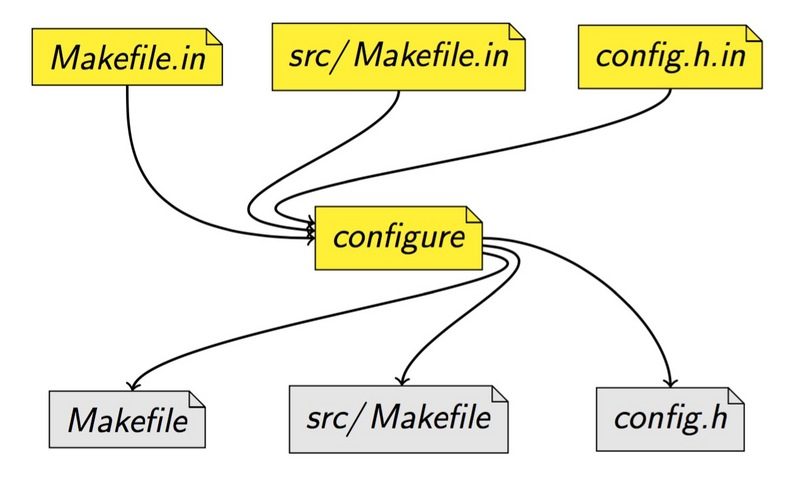 Makefile.in
src/Makefile.in
config.h.in
configure
Makefile
src/Makefile
config.h